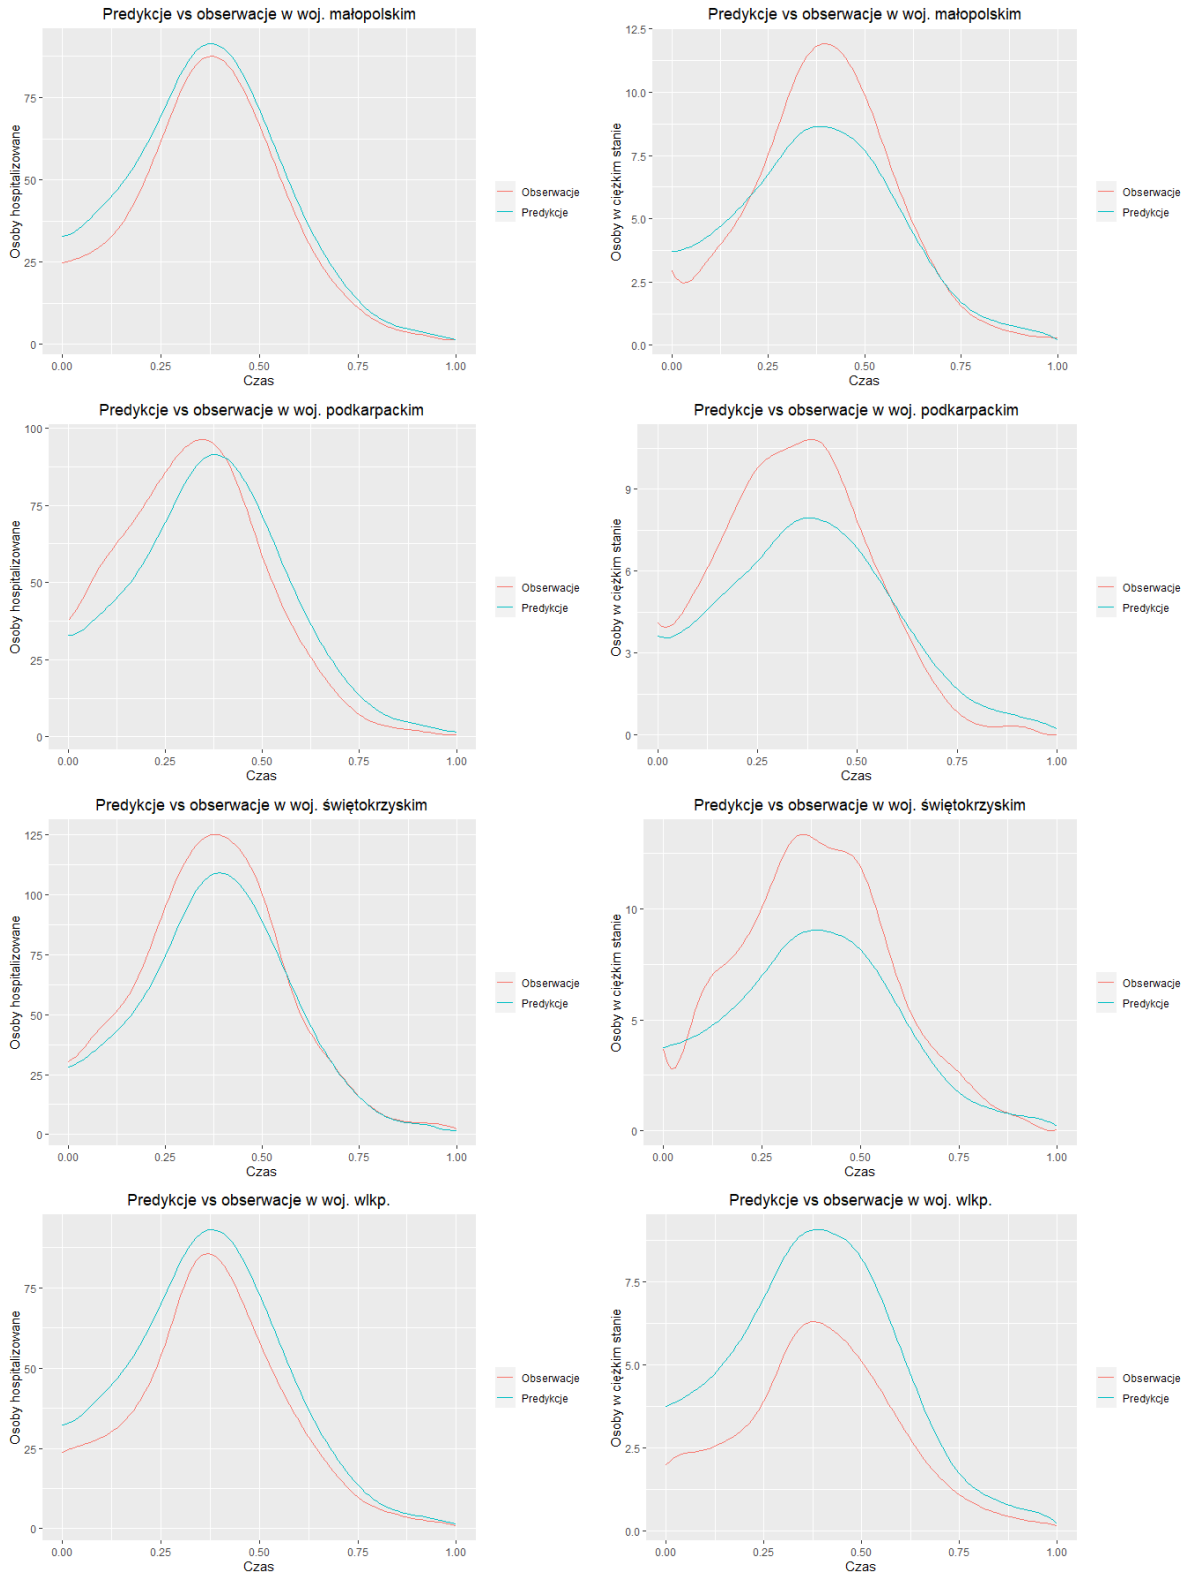 Predykcje vs obserwacje w woj. małopolskim
Osoby hospitalizowane
75
50
25
0
0.00 0.25 0.50 0.75 1.00
Czas
Obserwacje
Predykcje
Predykcje vs obserwacje w woj. małopolskim
Osoby w ciężkim stanie
12.5
10.0
7.5
5.0
2.5
0.0
0.00 0.25 0.50 0.75 1.00
Czas
Obserwacje
Predykcje
Predykcje vs obserwacje w woj. podkarpackim
Osoby hospitalizowane
100
75
50
25
0
0.00 0.25 0.50 0.75 1.00
Czas
Obserwacje
Predykcje
Predykcje vs obserwacje w woj. podkarpackim
Osoby w ciężkim stanie
9
6
3
0
0.00 0.25 0.50 0.75 1.00
Czas
Obserwacje
Predykcje
Predykcje vs obserwacje w woj. świętokrzyskim
Osoby hospitalizowane
125
100
75
50
25
0
0.00 0.25 0.50 0.75 1.00
Czas
Obserwacje
Predykcje
Predykcje vs obserwacje w woj. świętokrzyskim
Osoby w ciężkim stanie
10
5
0
0.00 0.25 0.50 0.75 1.00
Czas
Obserwacje
Predykcje
Predykcje vs obserwacje w woj. wlkp.
Osoby hospitalizowane
75
50
25
0
0.00 0.25 0.50 0.75 1.00
Czas
Obserwacje
Predykcje
Predykcje vs obserwacje w woj. wlkp.
Osoby w ciężkim stanie
7.5
5.0
2.5
0.0
0.00 0.25 0.50 0.75 1.00
Czas
Obserwacje
Predykcje